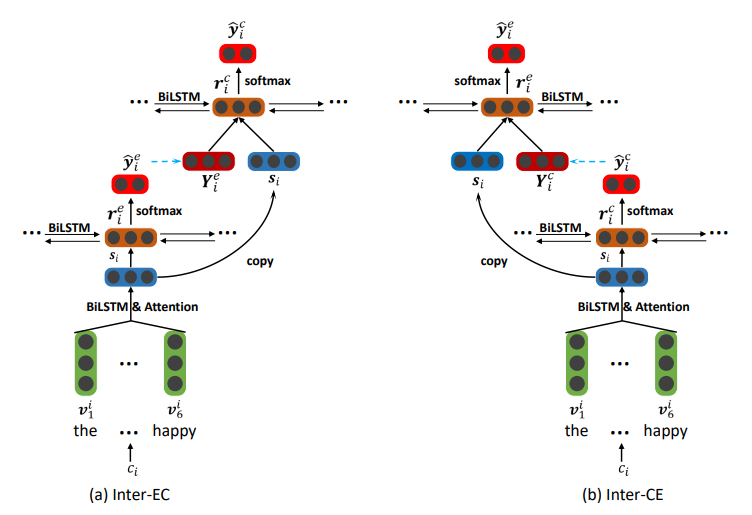 ŷᵢᶜ
rᵢᶜ softmax
... BiLSTM ...
ŷᵢᵉ Yᵢᵉ sᵢ
rᵢᵉ softmax
... BiLSTM ...
sᵢ
copy
BiLSTM & Attention
...
v₁ⁱ v₆ⁱ
the ... happy
cᵢ
(a) Inter-EC
ŷᵢᵉ
softmax rᵢᵉ
... BiLSTM ...
sᵢ Yᵢᶜ ŷᵢᶜ
rᵢᶜ softmax
... BiLSTM ...
sᵢ
copy
BiLSTM & Attention
...
v₁ⁱ v₆ⁱ
the ... happy
cᵢ
(b) Inter-CE